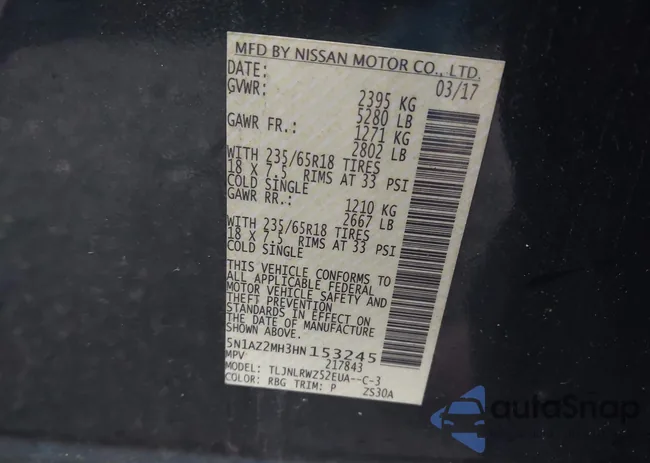 MFD BY NISSAN MOTOR CO., LTD.
DATE: 03/17
GVWR: 2395 KG
5280 LB
GAWR FR.: 1271 KG
2802 LB
WITH 235/65R18 TIRES
18 X 7.5 RIMS AT 33 PSI
COLD SINGLE
GAWR RR.: 1210 KG
2667 LB
WITH 235/65R18 TIRES
18 X 7.5 RIMS AT 33 PSI
COLD SINGLE
THIS VEHICLE CONFORMS TO
ALL APPLICABLE FEDERAL
MOTOR VEHICLE SAFETY AND
THEFT PREVENTION
STANDARDS IN EFFECT ON
THE DATE OF MANUFACTURE
SHOWN ABOVE.
5N1AZ2MH3HN153245
MPV 217843
MODEL: TLJNLRWZ52EUA--C-3
COLOR: RBG TRIM: P ZS30A
autoSnap
YOUR AUTO HISTORY